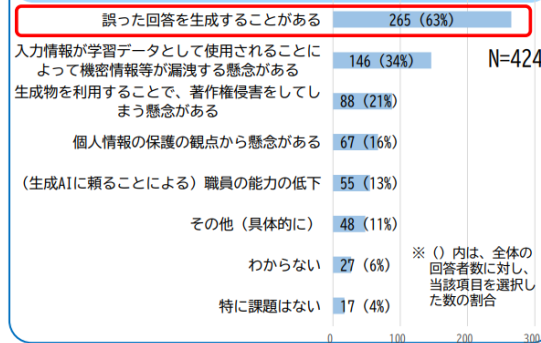 誤った回答を生成することがある
265 (63%)
入力情報が学習データとして使用されることに
よって機密情報等が漏洩する懸念がある
146 (34%)
N=424
生成物を利用することで、著作権侵害をしてし
まう懸念がある
88 (21%)
個人情報の保護の観点から懸念がある
67 (16%)
（生成AIに頼ることによる）職員の能力の低下
55 (13%)
その他（具体的に）
48 (11%)
わからない
27 (6%)
特に課題はない
17 (4%)
※（）内は、全体の
回答者数に対し、
当該項目を選択し
た数の割合
0 100 200 300